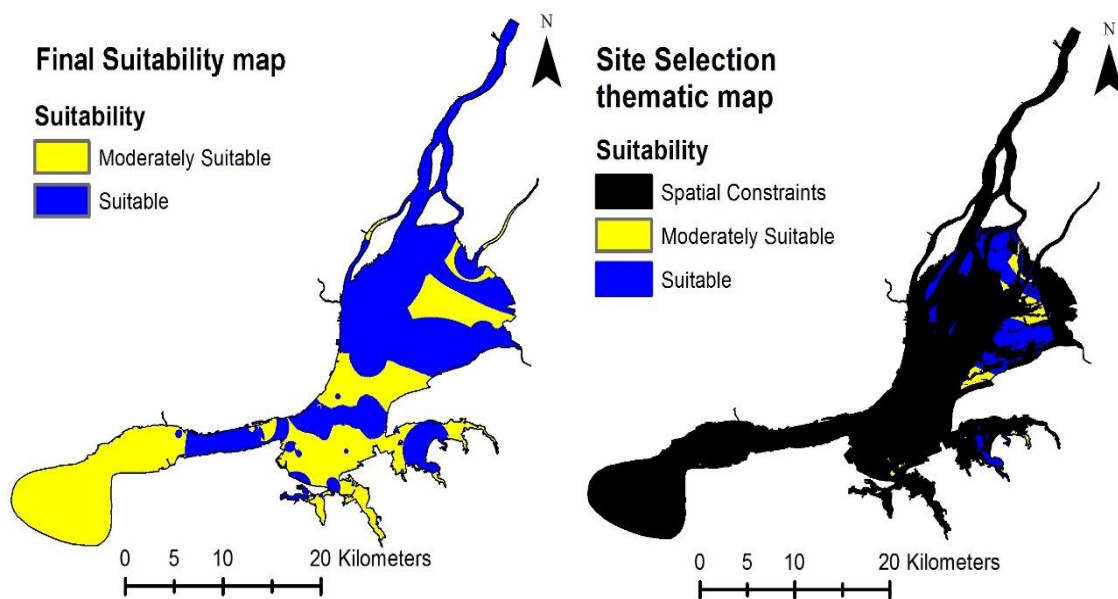 Final Suitability map
Suitability
Moderately Suitable
Suitable
N
0 5 10 20 Kilometers
Site Selection
thematic map
Suitability
Spatial Constraints
Moderately Suitable
Suitable
N
0 5 10 20 Kilometers